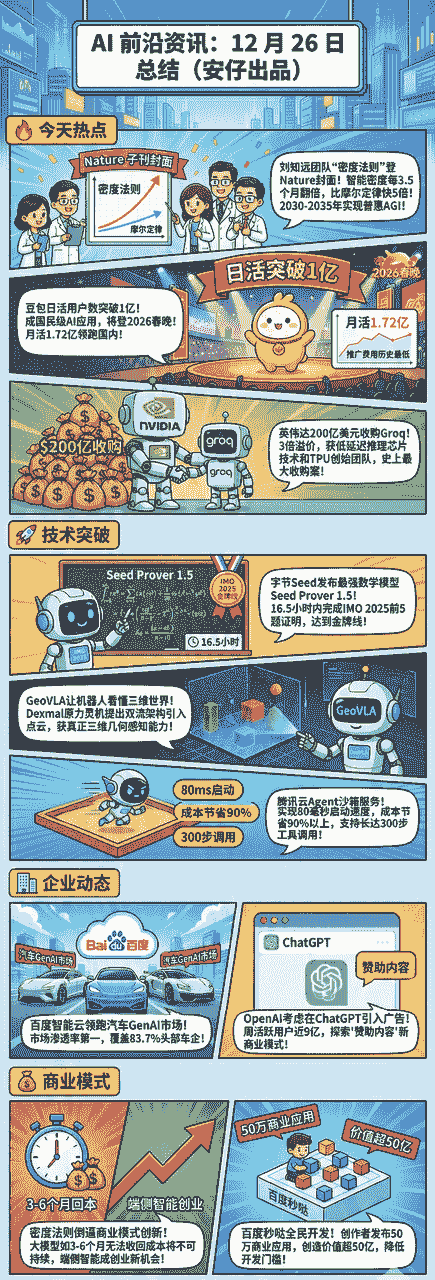 AI 前沿资讯：12 月 26 日
总结（安仔出品）
今天热点
Nature 子刊封面
密度法则
摩尔定律
刘知远团队“密度法则”登
Nature封面！智能密度每3.5
个月翻倍，比摩尔定律快5倍！
2030-2035年实现普惠AGI！
豆包日活用户数突破1亿！
成国民级AI应用，将登2026春晚！
月活1.72亿领跑国内！
日活突破1亿
2026春晚
月活1.72亿
推广费用历史最低
$200亿收购
NVIDIA
groq
groq
英伟达200亿美元收购Groq！
3倍溢价，获低延迟推理芯片
技术和TPU创始团队，史上最
大收购案！
技术突破
Seed Prover 1.5
IMO
2025
金牌线
16.5小时
字节Seed发布最强数学模型
Seed Prover 1.5！
16.5小时内完成IMO 2025前5
题证明，达到金牌线！
GeoVLA让机器人看懂三维世界！
Dexmal原力灵机提出双流架构引入
点云，获真正三维几何感知能力！
GeoVLA
80ms启动
成本节省90%
300步调用
腾讯云Agent沙箱服务！
实现80毫秒启动速度，成本节
省90%以上，支持长达300步
工具调用！
企业动态
Bai百度
汽车GenAI市场
汽车GenAI市场
百度智能云领跑汽车GenAI市场！
市场渗透率第一，覆盖83.7%头部车企！
ChatGPT
赞助内容
OpenAI考虑在ChatGPT引入广告！
周活跃用户近9亿，探索‘赞助内容’新
商业模式！
商业模式
3-6个月回本
端侧智能创业
密度法则倒逼商业模式创新！
大模型如3-6个月无法收回成本将不可
持续，端侧智能成创业新机会！
50万商业应用
价值超50亿
百度秒哒
百度秒哒全民开发！创作者发布50
万商业应用，创造价值超50亿，降低
开发门槛！